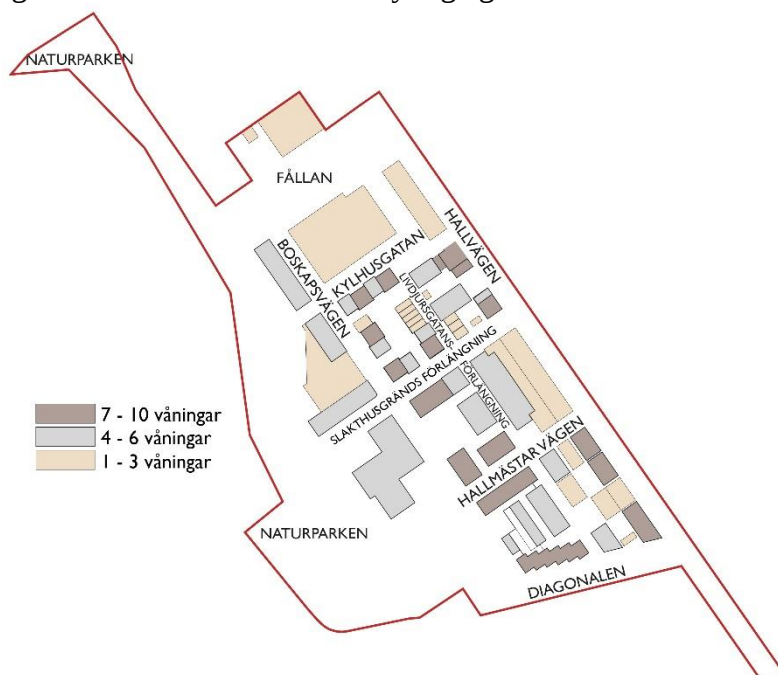 NATURPARKEN
FÅLLAN
HALLVÄGEN
BOSKAPSVÄGEN
KYLHUSGATAN
LIVDJURSGATANS
FÖRLÄNGNING
SLAKTHUSGRÄNDS FÖRLÄNGNING
7 - 10 våningar
4 - 6 våningar
1 - 3 våningar
HALLMÄSTAR VÄGEN
NATURPARKEN
DIAGONALEN